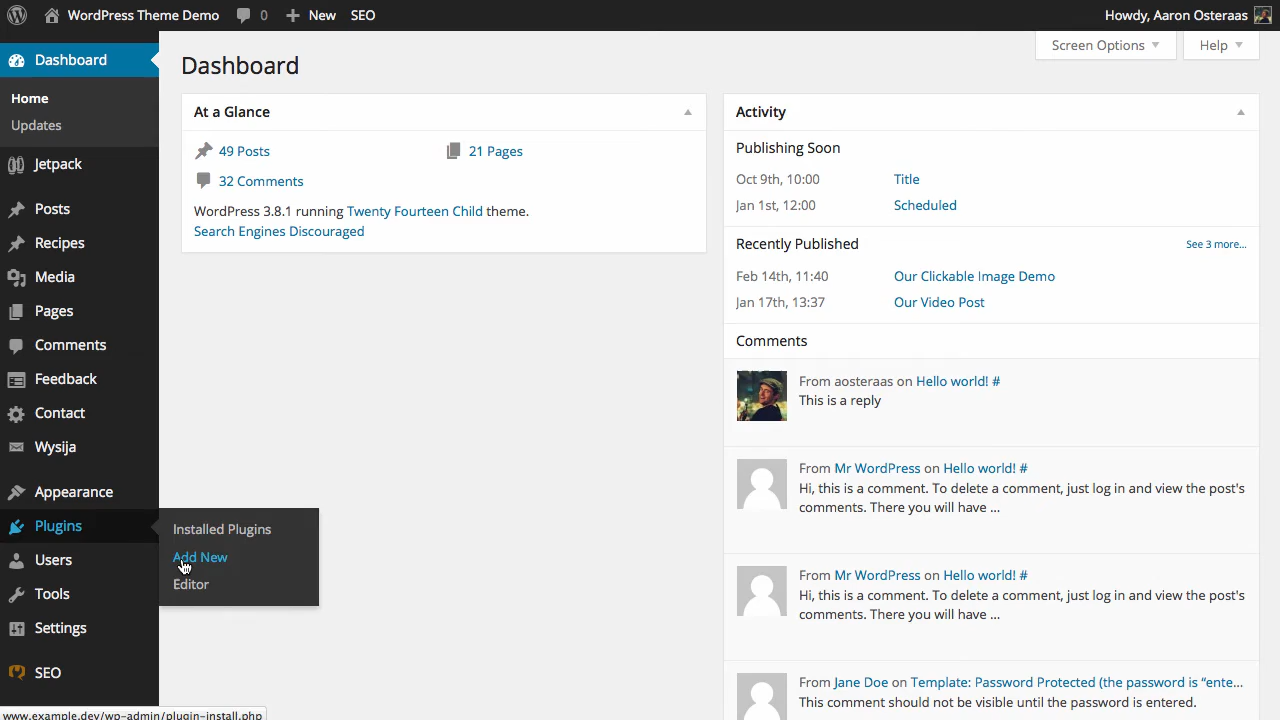 WordPress Theme Demo 0 New SEO Howdy, Aaron Osteraas
Dashboard
Home
Updates
Jetpack
Posts
Recipes
Media
Pages
Comments
Feedback
Contact
Wysija
Appearance
Plugins
Users
Tools
Settings
SEO
Installed Plugins
Add New
Editor
www.example.dev/wp-admin/plugin-install.php
Screen Options Help
Dashboard
At a Glance
49 Posts 21 Pages
32 Comments
WordPress 3.8.1 running Twenty Fourteen Child theme.
Search Engines Discouraged
Activity
Publishing Soon
Oct 9th, 10:00 Title
Jan 1st, 12:00 Scheduled
Recently Published See 3 more...
Feb 14th, 11:40 Our Clickable Image Demo
Jan 17th, 13:37 Our Video Post
Comments
From aosteraas on Hello world! #
This is a reply
From Mr WordPress on Hello world! #
Hi, this is a comment. To delete a comment, just log in and view the post's
comments. There you will have ...
From Mr WordPress on Hello world! #
Hi, this is a comment. To delete a comment, just log in and view the post's
comments. There you will have ...
From Jane Doe on Template: Password Protected (the password is “ente...
This comment should not be visible until the password is entered.